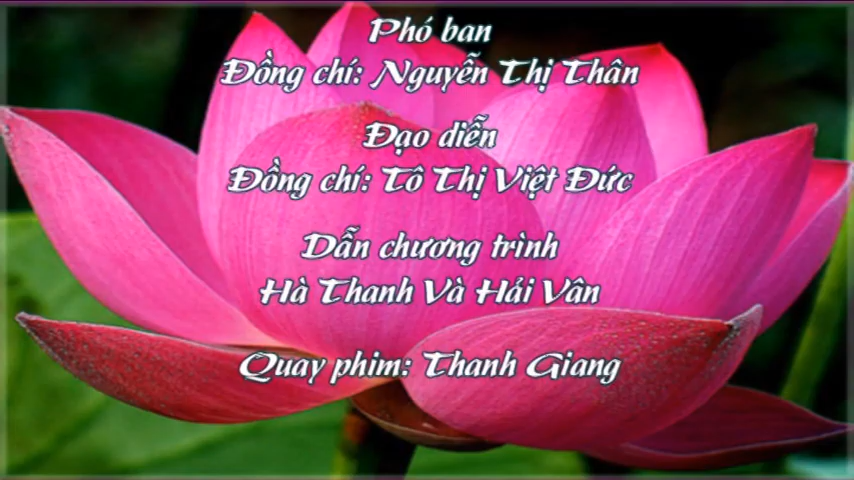 Phó ban
Đồng chí: Nguyễn Thị Thân
Đạo diễn
Đồng chí: Tô Thị Việt Đức
Dẫn chương trình
Hà Thanh Và Hải Vân
Quay phim: Thanh Giang